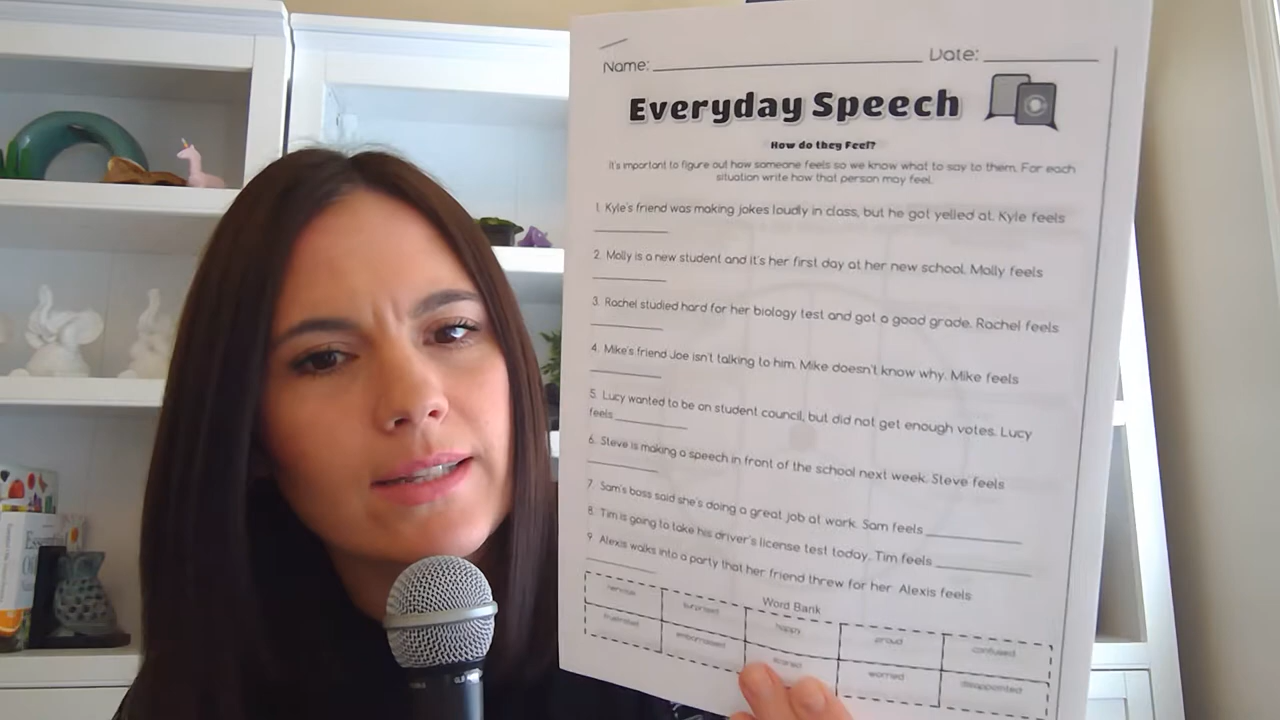 Name: Date:
Everyday Speech
How do they Feel?
It's important to figure out how someone feels so we know what to say to them. For each
situation write how that person may feel.
1. Kyle's friend was making jokes loudly in class, but he got yelled at. Kyle feels
2. Molly is a new student and it's her first day at her new school. Molly feels
3. Rachel studied hard for her biology test and got a good grade. Rachel feels
4. Mike's friend Joe isn't talking to him. Mike doesn't know why. Mike feels
5. Lucy wanted to be on student council, but did not get enough votes. Lucy
feels
6. Steve is making a speech in front of the school next week. Steve feels
7. Sam's boss said she's doing a great job at work. Sam feels
8. Tim is going to take his driver's license test today. Tim feels
9. Alexis walks into a party that her friend threw for her. Alexis feels
Word Bank
nervous surprised happy proud confused
frustrated embarrassed scared worried disappointed